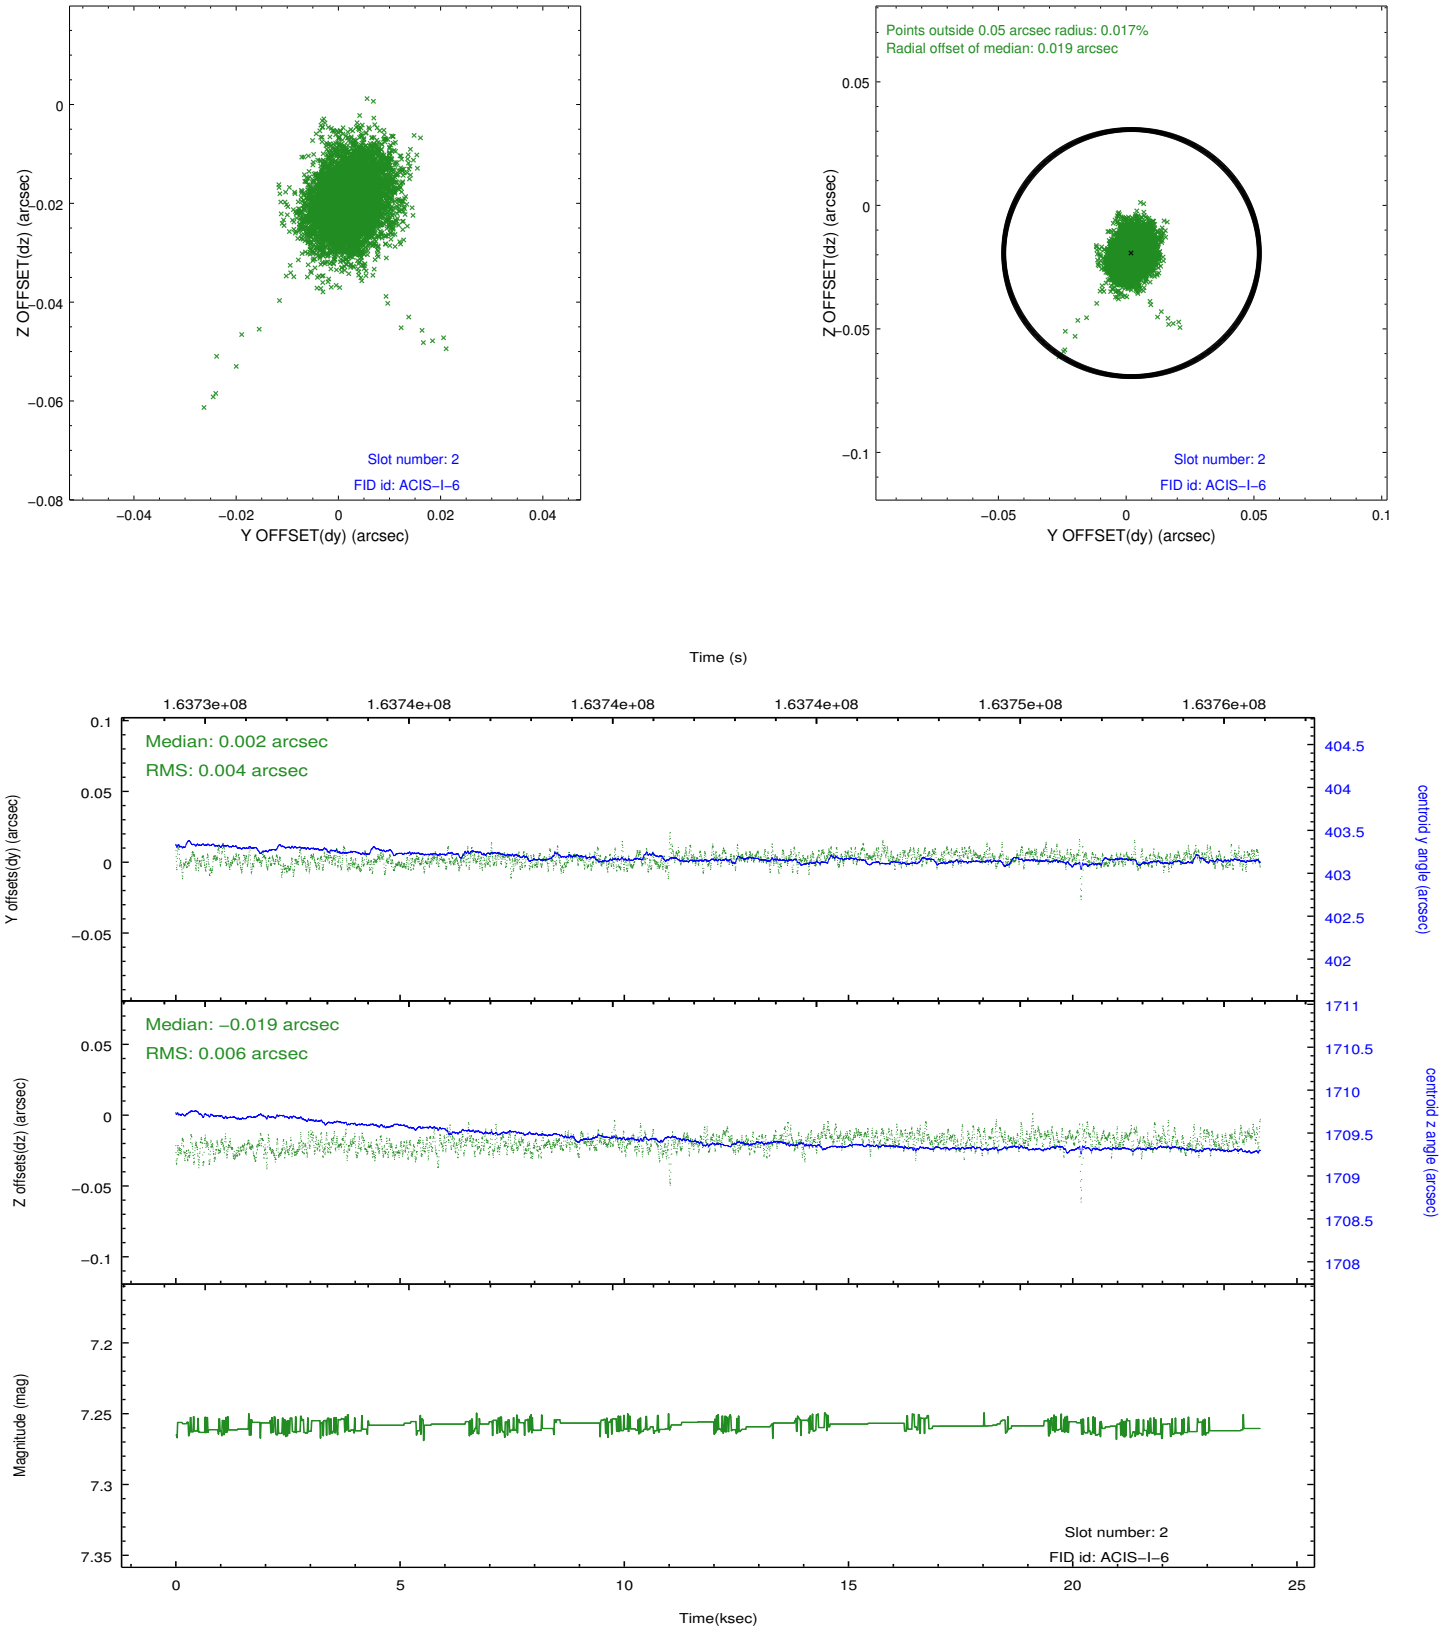 0
−0.02
−0.04
−0.06
−0.08
Z OFFSET(dz) (arcsec)
Slot number: 2
FID id: ACIS−I−6
−0.04
−0.02
0
0.02
0.04
Y OFFSET(dy) (arcsec)
Points outside 0.05 arcsec radius: 0.017%
Radial offset of median: 0.019 arcsec
0.05
0
−0.05
−0.1
Z OFFSET(dz) (arcsec)
Slot number: 2
FID id: ACIS−I−6
−0.05
0
0.05
0.1
Y OFFSET(dy) (arcsec)
Time (s)
1.6373e+08
1.6374e+08
1.6374e+08
1.6374e+08
1.6375e+08
1.6376e+08
Median: 0.002 arcsec
RMS: 0.004 arcsec
0.1
0.05
0
−0.05
Y offsets(dy) (arcsec)
404.5
404
403.5
403
402.5
402
centroid y angle (arcsec)
Median: −0.019 arcsec
RMS: 0.006 arcsec
0.05
0
−0.05
−0.1
Z offsets(dz) (arcsec)
1711
1710.5
1710
1709.5
1709
1708.5
1708
centroid z angle (arcsec)
7.2
7.25
7.3
7.35
Magnitude (mag)
Slot number: 2
FID id: ACIS−I−6
0
5
10
15
20
25
Time(ksec)